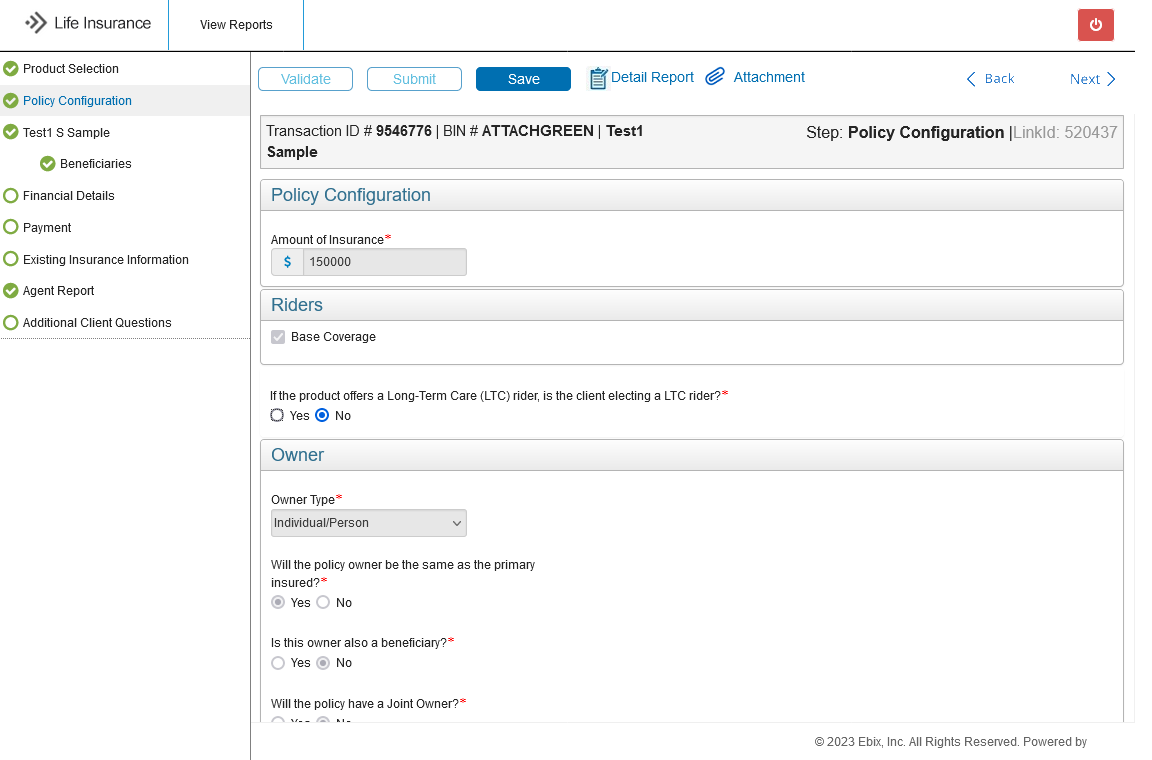 Life Insurance
View Reports
Product Selection
Policy Configuration
Test1 S Sample
Beneficiaries
Financial Details
Payment
Existing Insurance Information
Agent Report
Additional Client Questions
Validate Submit Save Detail Report Attachment Back Next
Transaction ID # 9546776 | BIN # ATTACHGREEN | Test1
Sample
Step: Policy Configuration |LinkId: 520437
Policy Configuration
Amount of Insurance*
$ 150000
Riders
Base Coverage
If the product offers a Long-Term Care (LTC) rider, is the client electing a LTC rider?*
Yes No
Owner
Owner Type*
Individual/Person
Will the policy owner be the same as the primary
insured?*
Yes No
Is this owner also a beneficiary?*
Yes No
Will the policy have a Joint Owner?*
Yes No
© 2023 Ebix, Inc. All Rights Reserved. Powered by